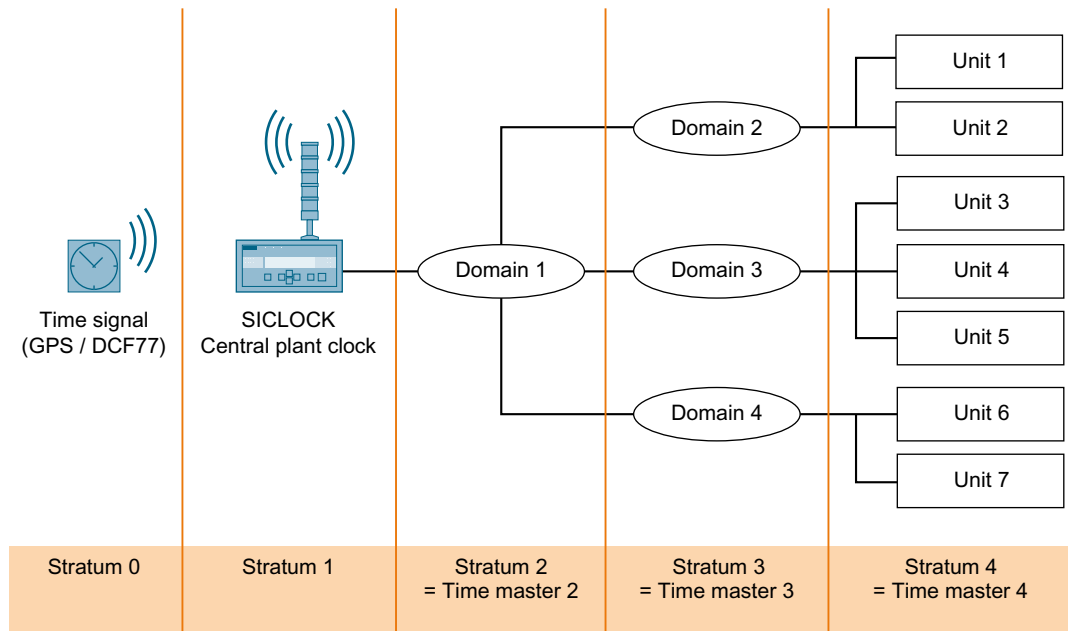 Unit 1
Domain 2
Unit 2
Unit 3
Domain 1
Domain 3
Unit 4
Time signal
(GPS / DCF77)
SICLOCK
Central plant clock
Unit 5
Domain 4
Unit 6
Unit 7
Stratum 0
Stratum 1
Stratum 2
= Time master 2
Stratum 3
= Time master 3
Stratum 4
= Time master 4